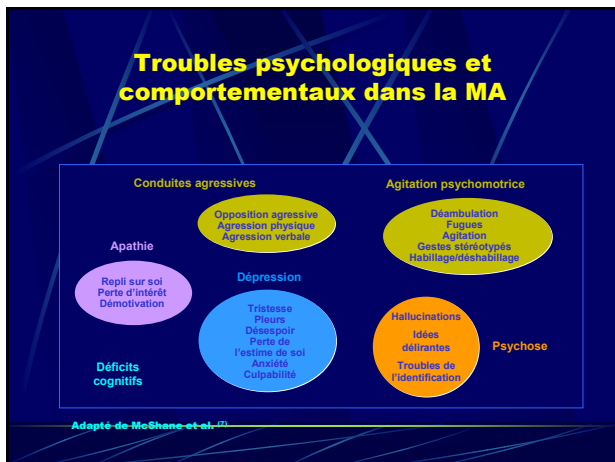 Troubles psychologiques et
comportementaux dans la MA
Conduites agressives
Opposition agressive
Agression physique
Agression verbale
Agitation psychomotrice
Déambulation
Fugues
Agitation
Gestes stéréotypés
Habillage/déshabillage
Apathie
Repli sur soi
Perte d'intérêt
Démotivation
Dépression
Tristesse
Pleurs
Désespoir
Perte de
l'estime de soi
Anxiété
Culpabilité
Hallucinations
Idées
délirantes
Troubles de
l'identification
Psychose
Déficits
cognitifs
Adapté de McShane et al. (7)